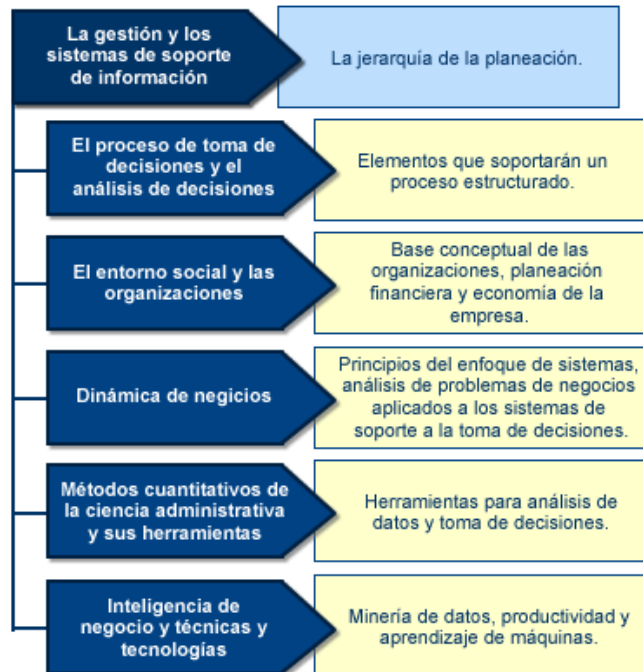 La gestión y los
sistemas de soporte
de información
La jerarquía de la planeación.
El proceso de toma de
decisiones y el
análisis de decisiones
Elementos que soportarán un
proceso estructurado.
El entorno social y las
organizaciones
Base conceptual de las
organizaciones, planeación
financiera y economía de la
empresa.
Dinámica de negicios
Principios del enfoque de sistemas,
análisis de problemas de negocios
aplicados a los sistemas de
soporte a la toma de decisiones.
Métodos cuantitativos de
la ciencia administrativa
y sus herramientas
Herramientas para análisis de
datos y toma de decisiones.
Inteligencia de
negocio y técnicas y
tecnologías
Minería de datos, productividad y
aprendizaje de máquinas.